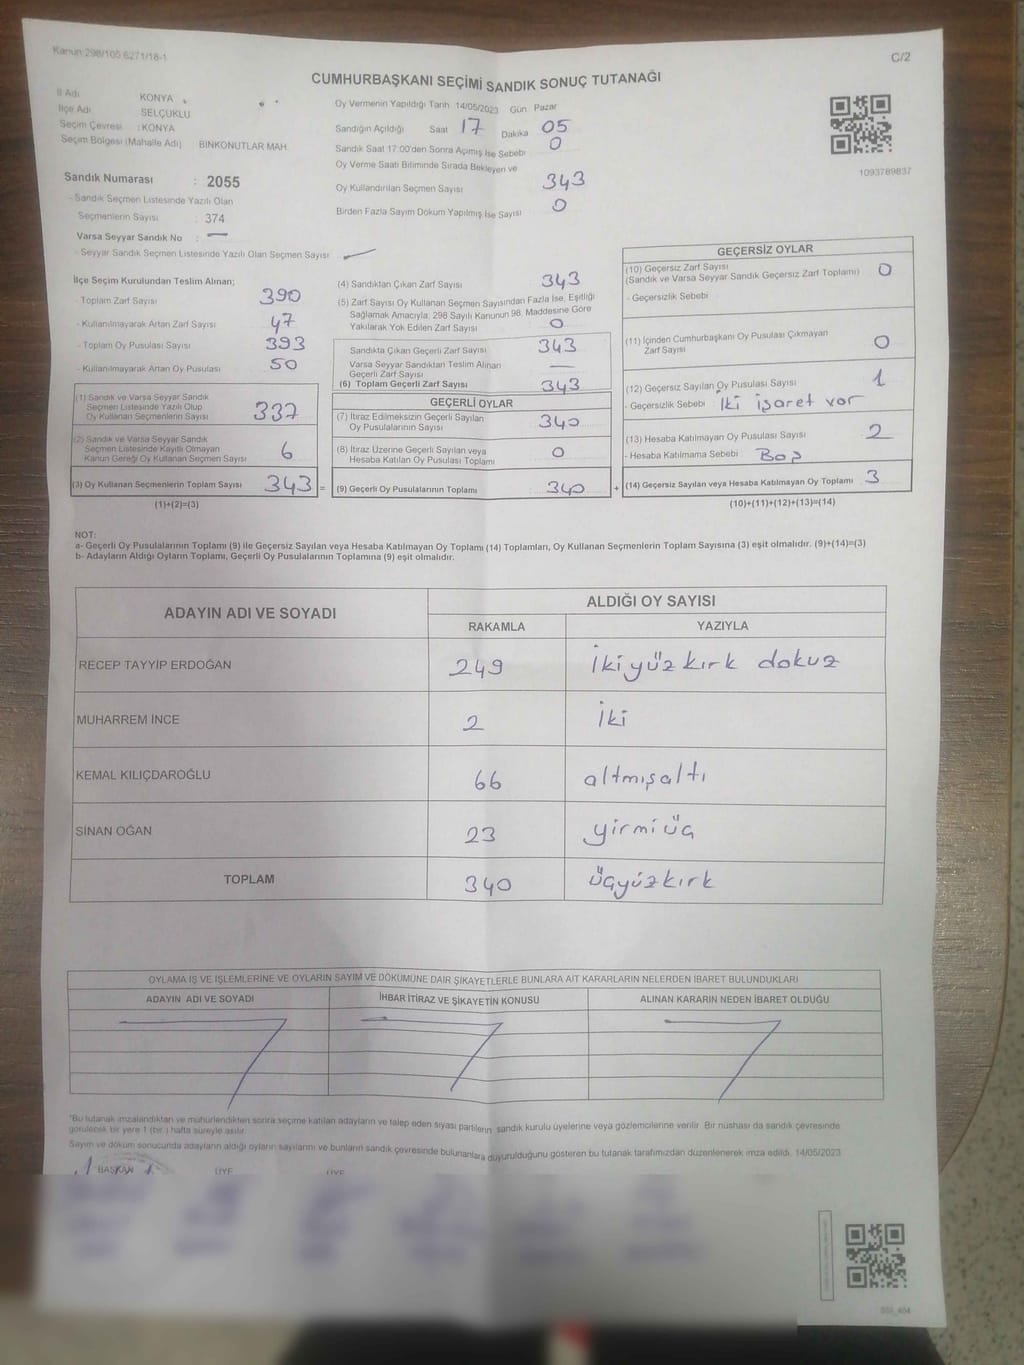 Kanun 298/105 6271/18-1
C/2
CUMHURBAŞKANI SEÇİMİ SANDIK SONUÇ TUTANAĞI
İl Adı KONYA
İlçe Adı SELÇUKLU
Seçim Çevresi : KONYA
Seçim Bölgesi (Mahalle Adı) BİNKONUTLAR MAH
Sandık Numarası : 2055
- Sandık Seçmen Listesinde Yazılı Olan
Seçmenlerin Sayısı : 374
Varsa Seyyar Sandık No : —
- Seyyar Sandık Seçmen Listesinde Yazılı Olan Seçmen Sayısı : —
Oy Vermenin Yapıldığı Tarih 14/05/2023 Gün Pazar
Sandığın Açıldığı Saat 17 Dakika 05
Sandık Saat 17:00'den Sonra Açımış İse Sebebi 0
Oy Verme Saati Bitiminde Sırada Bekleyen ve
Oy Kullandırılan Seçmen Sayısı 343
Birden Fazla Sayım Döküm Yapılmış İse Sayısı 0
1093789837
İlçe Seçim Kurulundan Teslim Alınan;
- Toplam Zarf Sayısı 390
- Kullanılmayarak Artan Zarf Sayısı 47
- Toplam Oy Pusulası Sayısı 393
- Kullanılmayarak Artan Oy Pusulası 50
(1) Sandık ve Varsa Seyyar Sandık
Seçmen Listesinde Yazılı Olup
Oy Kullanan Seçmenlerin Sayısı 337
(2) Sandık ve Varsa Seyyar Sandık
Seçmen Listesinde Kayıtlı Olmayan
Kanun Gereği Oy Kullanan Seçmen Sayısı 6
(3) Oy Kullanan Seçmenlerin Toplam Sayısı 343 =
(1)+(2)=(3)
(4) Sandıktan Çıkan Zarf Sayısı 343
(5) Zarf Sayısı Oy Kullanan Seçmen Sayısından Fazla İse, Eşitliği
Sağlamak Amacıyla, 298 Sayılı Kanunun 98. Maddesine Göre
Yakılarak Yok Edilen Zarf Sayısı 0
Sandıkta Çıkan Geçerli Zarf Sayısı 343
Varsa Seyyar Sandıktan Teslim Alınan
Geçerli Zarf Sayısı —
(6) Toplam Geçerli Zarf Sayısı 343
GEÇERLİ OYLAR
(7) İtiraz Edilmeksizin Geçerli Sayılan
Oy Pusulalarının Sayısı 340
(8) İtiraz Üzerine Geçerli Sayılan veya
Hesaba Katılan Oy Pusulası Toplamı 0
(9) Geçerli Oy Pusulalarının Toplamı : 340 +
GEÇERSİZ OYLAR
(10) Geçersiz Zarf Sayısı 0
(Sandık ve Varsa Seyyar Sandık Geçersiz Zarf Toplamı)
- Geçersizlik Sebebi
(11) İçinden Cumhurbaşkanı Oy Pusulası Çıkmayan
Zarf Sayısı 0
(12) Geçersiz Sayılan Oy Pusulası Sayısı 1
- Geçersizlik Sebebi İki işaret var
(13) Hesaba Katılmayan Oy Pusulası Sayısı 2
- Hesaba Katılmama Sebebi Boş
(14) Geçersiz Sayılan veya Hesaba Katılmayan Oy Toplamı 3
(10)+(11)+(12)+(13)=(14)
NOT:
a- Geçerli Oy Pusulalarının Toplamı (9) ile Geçersiz Sayılan veya Hesaba Katılmayan Oy Toplamı (14) Toplamları, Oy Kullanan Seçmenlerin Toplam Sayısına (3) eşit olmalıdır. (9)+(14)=(3)
b- Adayların Aldığı Oyların Toplamı, Geçerli Oy Pusulalarının Toplamına (9) eşit olmalıdır.
ADAYIN ADI VE SOYADI ALDIĞI OY SAYISI
RAKAMLA YAZIYLA
RECEP TAYYİP ERDOĞAN 249 İkiyüzkırk dokuz
MUHARREM İNCE 2 İki
KEMAL KILIÇDAROĞLU 66 altmışaltı
SİNAN OĞAN 23 yirmiüç
TOPLAM 340 üçyüzkırk
OYLAMA İŞ VE İŞLEMLERİNE VE OYLARIN SAYIM VE DÖKÜMÜNE DAİR ŞİKAYETLERLE BUNLARA AİT KARARLARIN NELERDEN İBARET BULUNDUKLARI
ADAYIN ADI VE SOYADI İHBAR İTİRAZ VE ŞİKAYETİN KONUSU ALINAN KARARIN NEDEN İBARET OLDUĞU
*Bu tutanak imzalandıktan ve mühürlendikten sonra seçime katılan adayların ve talep eden siyasi partilerin sandık kurulu üyelerine veya gözlemcilerine verilir. Bir nüshası da sandık çevresinde
görülecek bir yere 1 (bir ) hafta süreyle asılır.
Sayım ve döküm sonucunda adayların aldığı oyların sayılarını ve bunların sandık çevresinde bulunanlara duyurulduğunu gösteren bu tutanak tarafımızdan düzenlenerek imza edildi. 14/05/2023
BAŞKAN ÜYE ÜYE